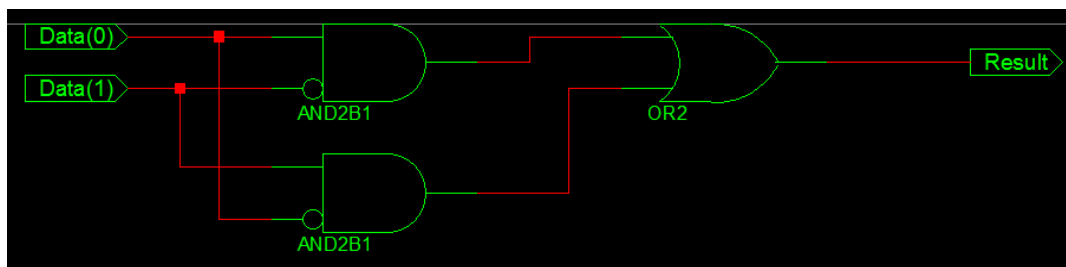 Data(0)
Data(1)
AND2B1
OR2
Result
AND2B1